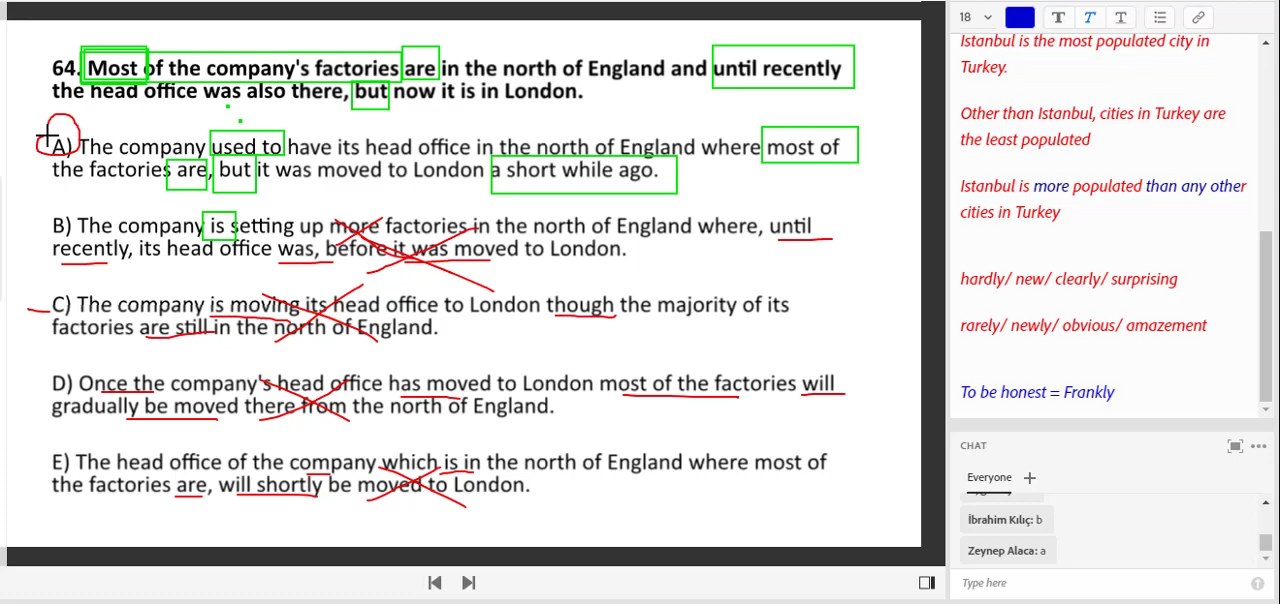 64. Most of the company's factories are in the north of England and until recently
the head office was also there, but now it is in London.
A) The company used to have its head office in the north of England where most of
the factories are, but it was moved to London a short while ago.
B) The company is setting up more factories in the north of England where, until
recently, its head office was, before it was moved to London.
C) The company is moving its head office to London though the majority of its
factories are still in the north of England.
D) Once the company's head office has moved to London most of the factories will
gradually be moved there from the north of England.
E) The head office of the company which is in the north of England where most of
the factories are, will shortly be moved to London.
18
T T T
Istanbul is the most populated city in
Turkey.
Other than Istanbul, cities in Turkey are
the least populated
Istanbul is more populated than any other
cities in Turkey
hardly/ new/ clearly/ surprising
rarely/ newly/ obvious/ amazement
To be honest = Frankly
CHAT
Everyone
İbrahim Kılıç: b
Zeynep Alaca: a
Type here